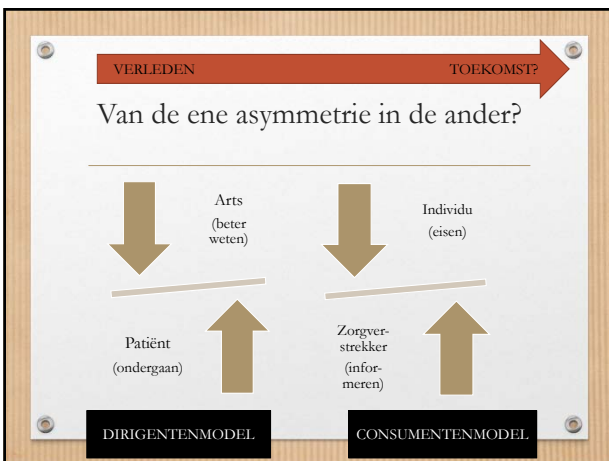 VERLEDEN TOEKOMST?
Van de ene asymmetrie in de ander?
Arts
(beter
weten)
Patiënt
(ondergaan)
Individu
(eisen)
Zorgver-
strekker
(infor-
meren)
DIRIGENTENMODEL
CONSUMENTENMODEL